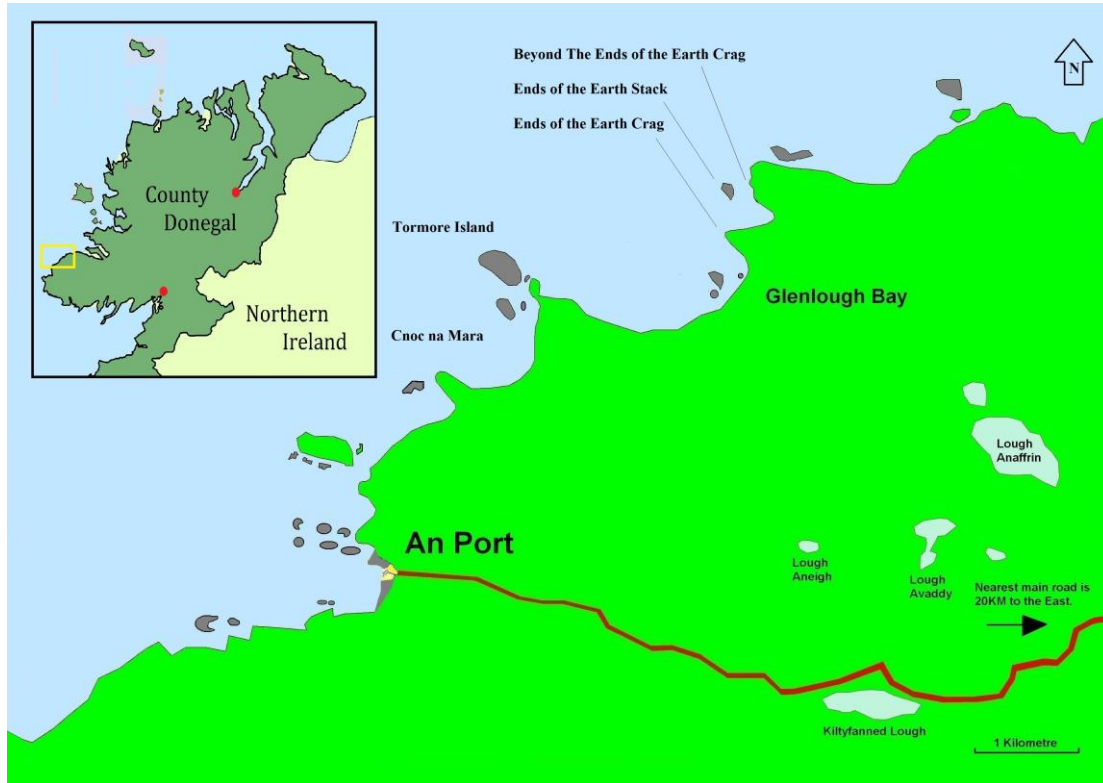 County
Donegal
Northern
Ireland
Beyond The Ends of the Earth Crag
Ends of the Earth Stack
Ends of the Earth Crag
N
Tormore Island
Cnoc na Mara
Glenlough Bay
Lough
Anaffrin
An Port
Lough
Aneigh
Lough
Avaddy
Nearest main road is
20KM to the East.
Kiltyfanned Lough
1 Kilometre